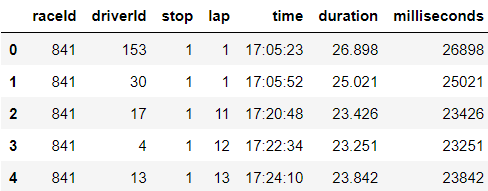 raceId driverId stop lap time duration milliseconds
0 841 153 1 1 17:05:23 26.898 26898
1 841 30 1 1 17:05:52 25.021 25021
2 841 17 1 11 17:20:48 23.426 23426
3 841 4 1 12 17:22:34 23.251 23251
4 841 13 1 13 17:24:10 23.842 23842